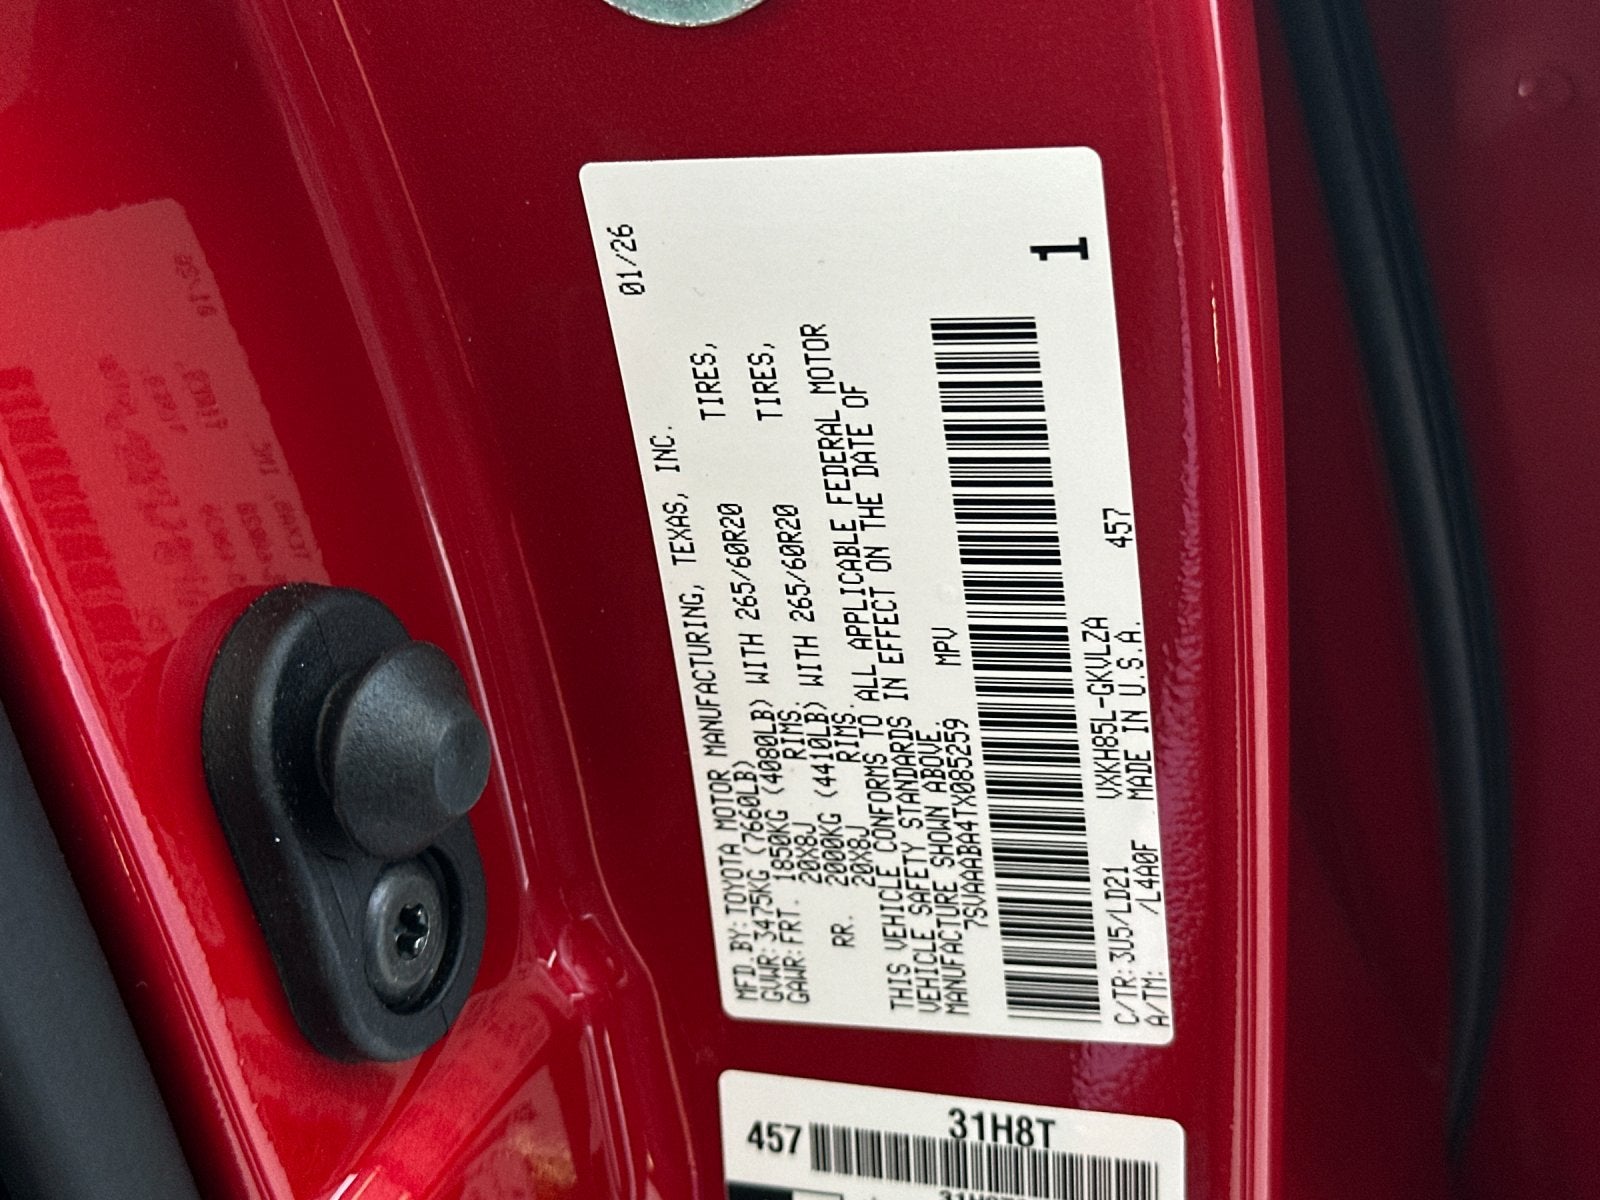 01/26
MFD.BY:TOYOTA MOTOR MANUFACTURING, TEXAS, INC.
GVWR:3475KG (7660LB)
GAWR:FRT. 1850KG (4080LB) WITH 265/60R20 TIRES,
20X8J RIMS.
RR. 2000KG (4410LB) WITH 265/60R20 TIRES,
20X8J RIMS.
THIS VEHICLE CONFORMS TO ALL APPLICABLE FEDERAL MOTOR
VEHICLE SAFETY STANDARDS IN EFFECT ON THE DATE OF
MANUFACTURE SHOWN ABOVE.
7SVAAABA4TX085259 MPV
1
C/TR:3U5/LD21 VXKH85L-GKVLZA 457
A/TM: /L4A0F MADE IN U.S.A.
31H8T
457